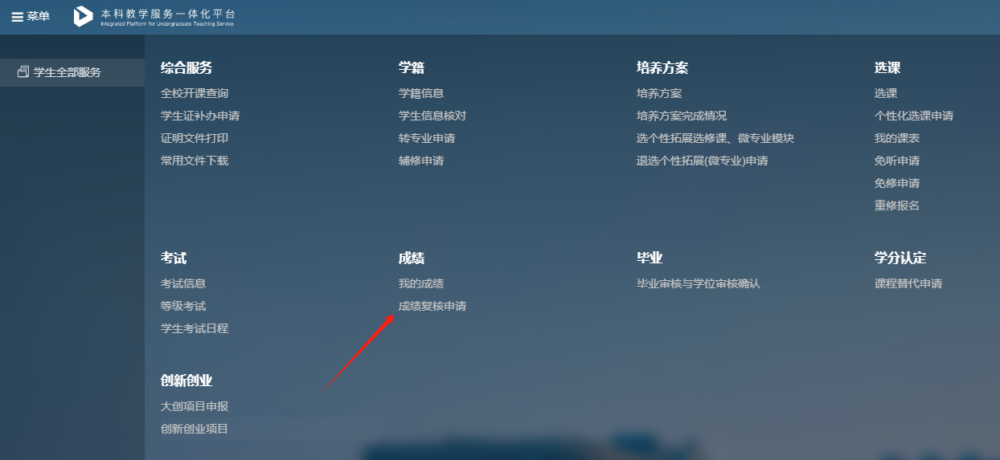 菜单
本科教学服务一体化平台
Integrated Platform for Undergraduate Teaching Service
学生全部服务
综合服务
全校开课查询
学生证补办申请
证明文件打印
常用文件下载
学籍
学籍信息
学生信息核对
转专业申请
辅修申请
培养方案
培养方案
培养方案完成情况
选个性拓展选修课、微专业模块
退选个性拓展(微专业)申请
选课
选课
个性化选课申请
我的课表
免听申请
免修申请
重修报名
考试
考试信息
等级考试
学生考试日程
成绩
我的成绩
成绩复核申请
毕业
毕业审核与学位审核确认
学分认定
课程替代申请
创新创业
大创项目申报
创新创业项目